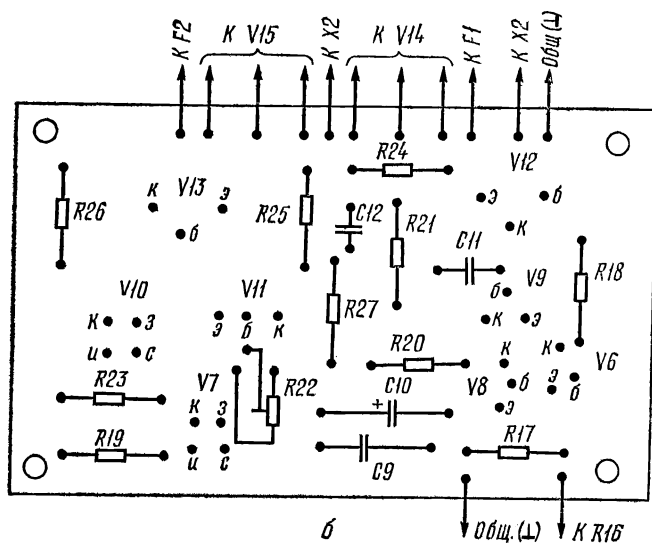 К F2
К V15
К X2
К V14
К F1
К X2
Общ(⊥)
R24
V12
к
V13
э
б
R26
R25
C12
R21
э
б
к
C11
R18
V10
к
з
и
с
V11
э
б
к
R27
V9
б
к
э
R20
к
V8
б
э
к
V6
э
б
R23
V7
к
з
и
с
R22
+
C10
R19
C9
R17
б
Общ.(⊥)
К R16